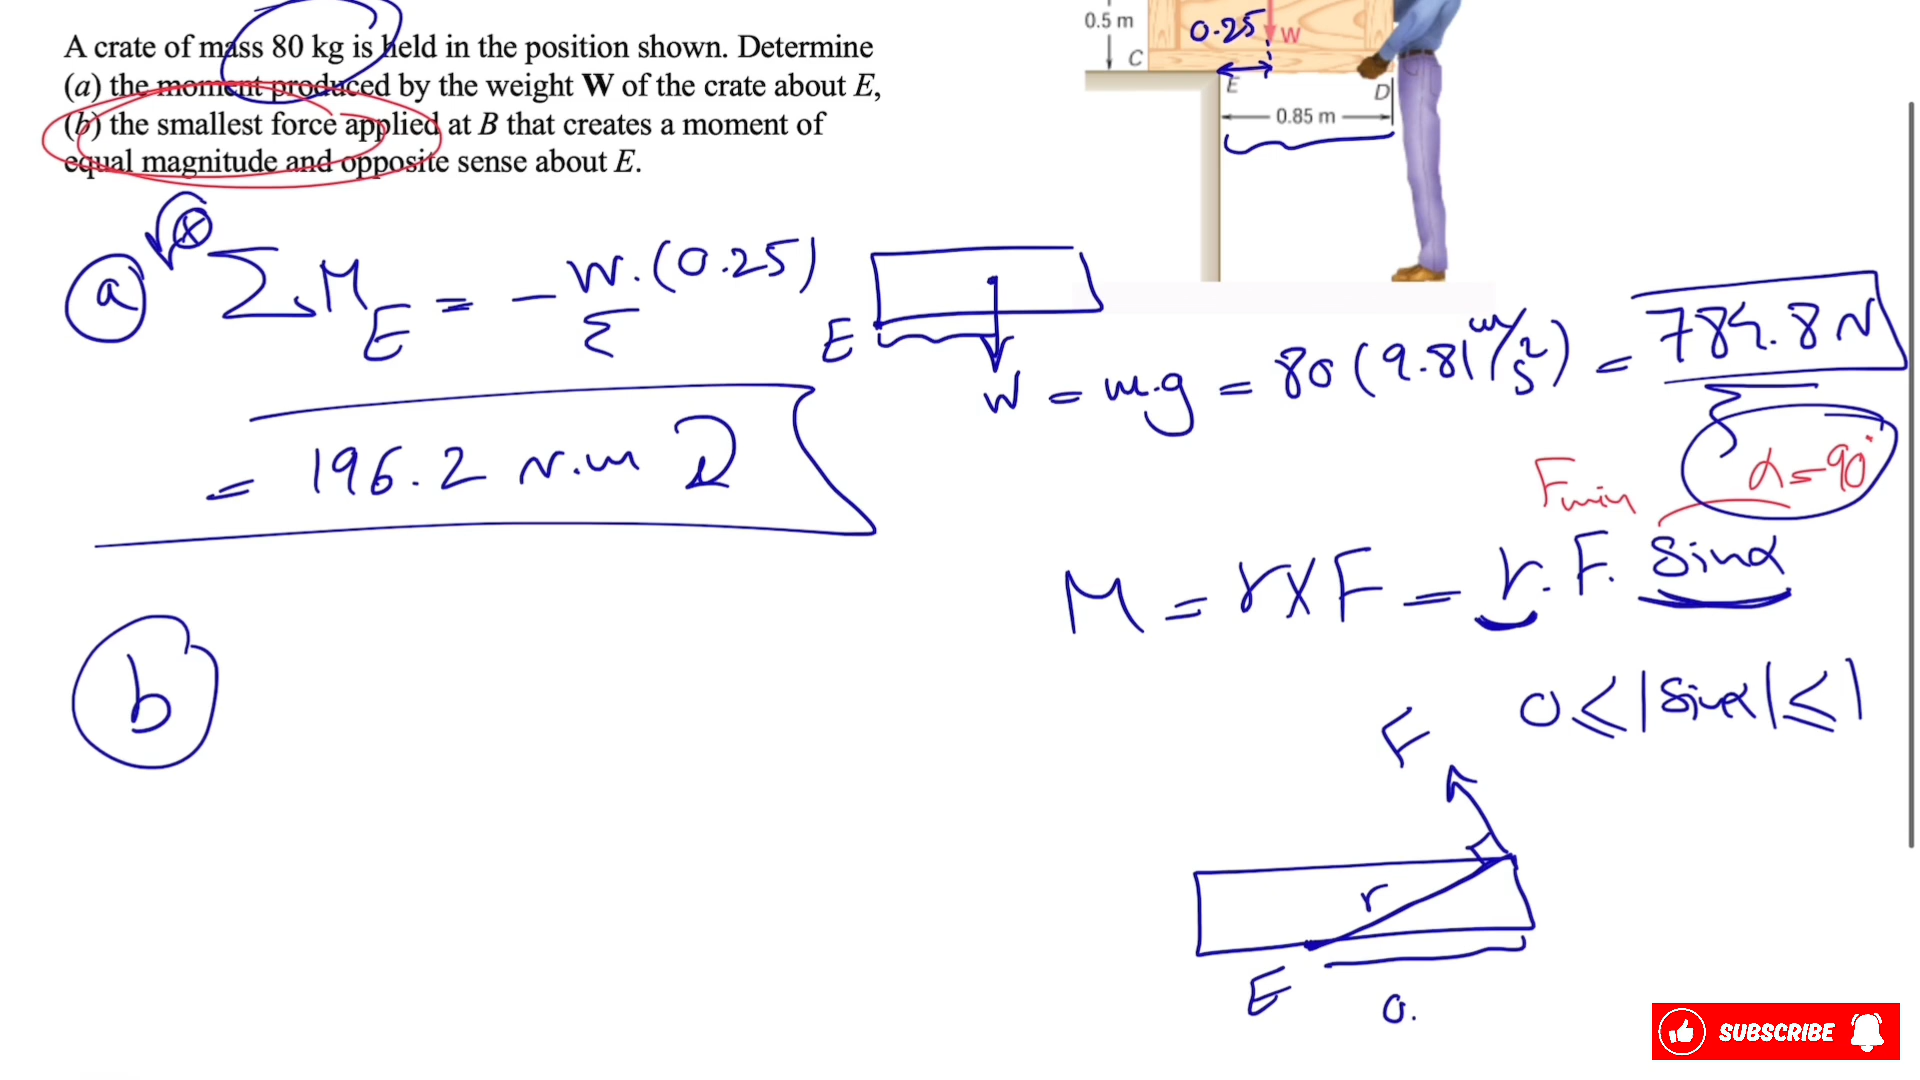 A crate of mass 80 kg is held in the position shown. Determine
(a) the moment produced by the weight W of the crate about E,
(b) the smallest force applied at B that creates a moment of
equal magnitude and opposite sense about E.
0.5 m
C
0.25
W
E
D
0.85 m
a
+
ΣM_E = - W.(0.25)
E
W = m.g = 80 (9.81 m/s²) = 784.8 N
= 196.2 N.m
F min
α = 90°
M = r × F = r. F. Sinα
0 ≤ |Sinα| ≤ 1
b
F
r
E
0.
SUBSCRIBE